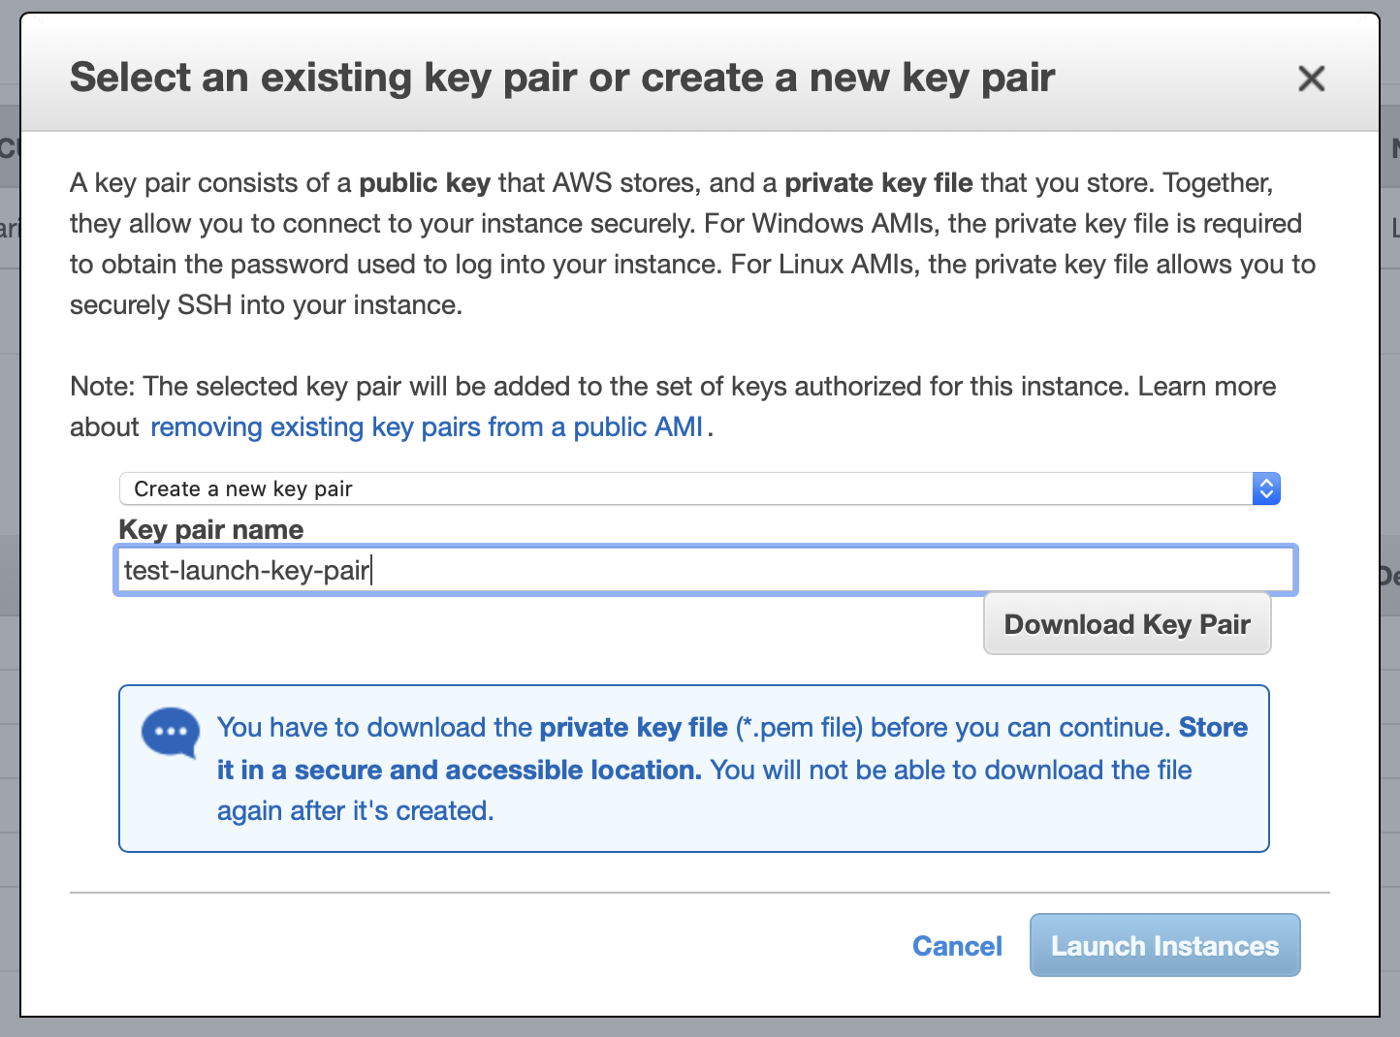 Select an existing key pair or create a new key pair
A key pair consists of a public key that AWS stores, and a private key file that you store. Together,
they allow you to connect to your instance securely. For Windows AMIs, the private key file is required
to obtain the password used to log into your instance. For Linux AMIs, the private key file allows you to
securely SSH into your instance.
Note: The selected key pair will be added to the set of keys authorized for this instance. Learn more
about removing existing key pairs from a public AMI.
Create a new key pair
Key pair name
test-launch-key-pair
Download Key Pair
You have to download the private key file (*.pem file) before you can continue. Store
it in a secure and accessible location. You will not be able to download the file
again after it's created.
Cancel
Launch Instances